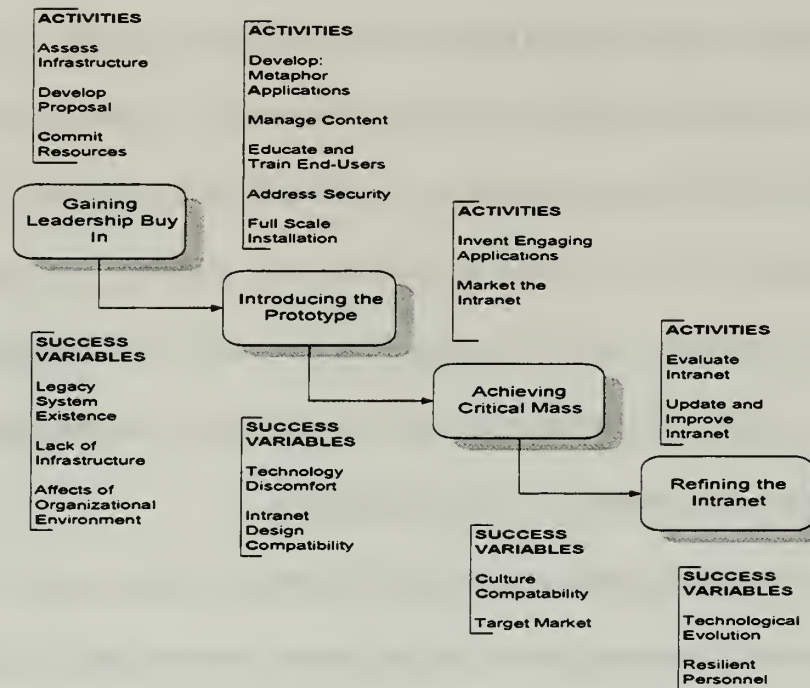 ACTIVITIES
Assess
Infrastructure
Develop
Proposal
Commit
Resources
Gaining
Leadership Buy
In
SUCCESS
VARIABLES
Legacy
System
Existence
Lack of
Infrastructure
Affects of
Organizational
Environment
ACTIVITIES
Develop:
Metaphor
Applications
Manage Content
Educate and
Train End-Users
Address Security
Full Scale
Installation
Introducing the
Prototype
SUCCESS
VARIABLES
Technology
Discomfort
Intranet
Design
Compatibility
ACTIVITIES
Invent Engaging
Applications
Market the
Intranet
Achieving
Critical Mass
SUCCESS
VARIABLES
Culture
Compatability
Target Market
ACTIVITIES
Evaluate
Intranet
Update and
Improve
Intranet
Refining the
Intranet
SUCCESS
VARIABLES
Technological
Evolution
Resilient
Personnel